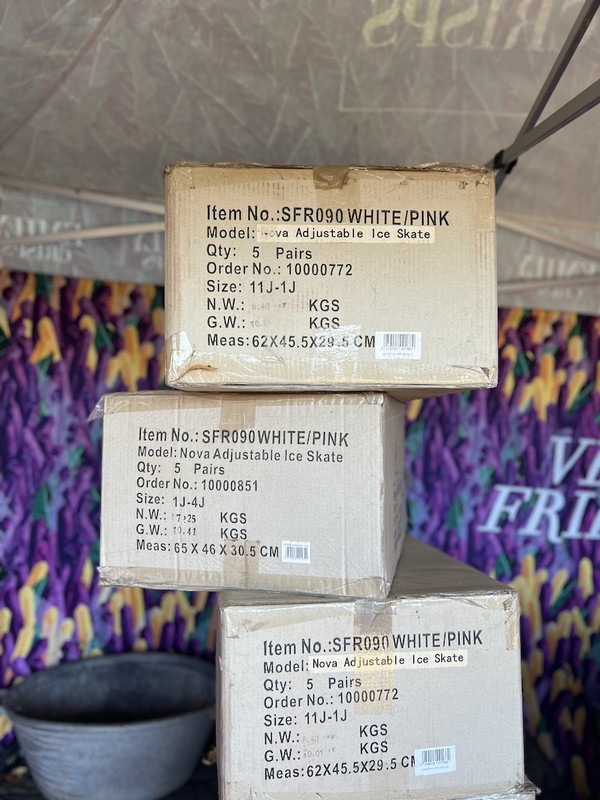 CRISPS
Item No.:SFR090 WHITE/PINK
Model: Nova Adjustable Ice Skate
Qty: 5 Pairs
Order No.: 10000772
Size: 11J-1J
N.W.: KGS
G.W.: KGS
Meas:62X45.5X29.5 CM
Item No.:SFR090 WHITE/PINK
Model: Nova Adjustable Ice Skate
Qty: 5 Pairs
Order No.: 10000851
Size: 1J-4J
N.W.: KGS
G.W.: KGS
Meas: 65 X 46 X 30.5 CM
Item No.:SFR090 WHITE/PINK
Model: Nova Adjustable Ice Skate
Qty: 5 Pairs
Order No.: 10000772
Size: 11J-1J
N.W.: KGS
G.W.: KGS
Meas:62X45.5X29.5 CM